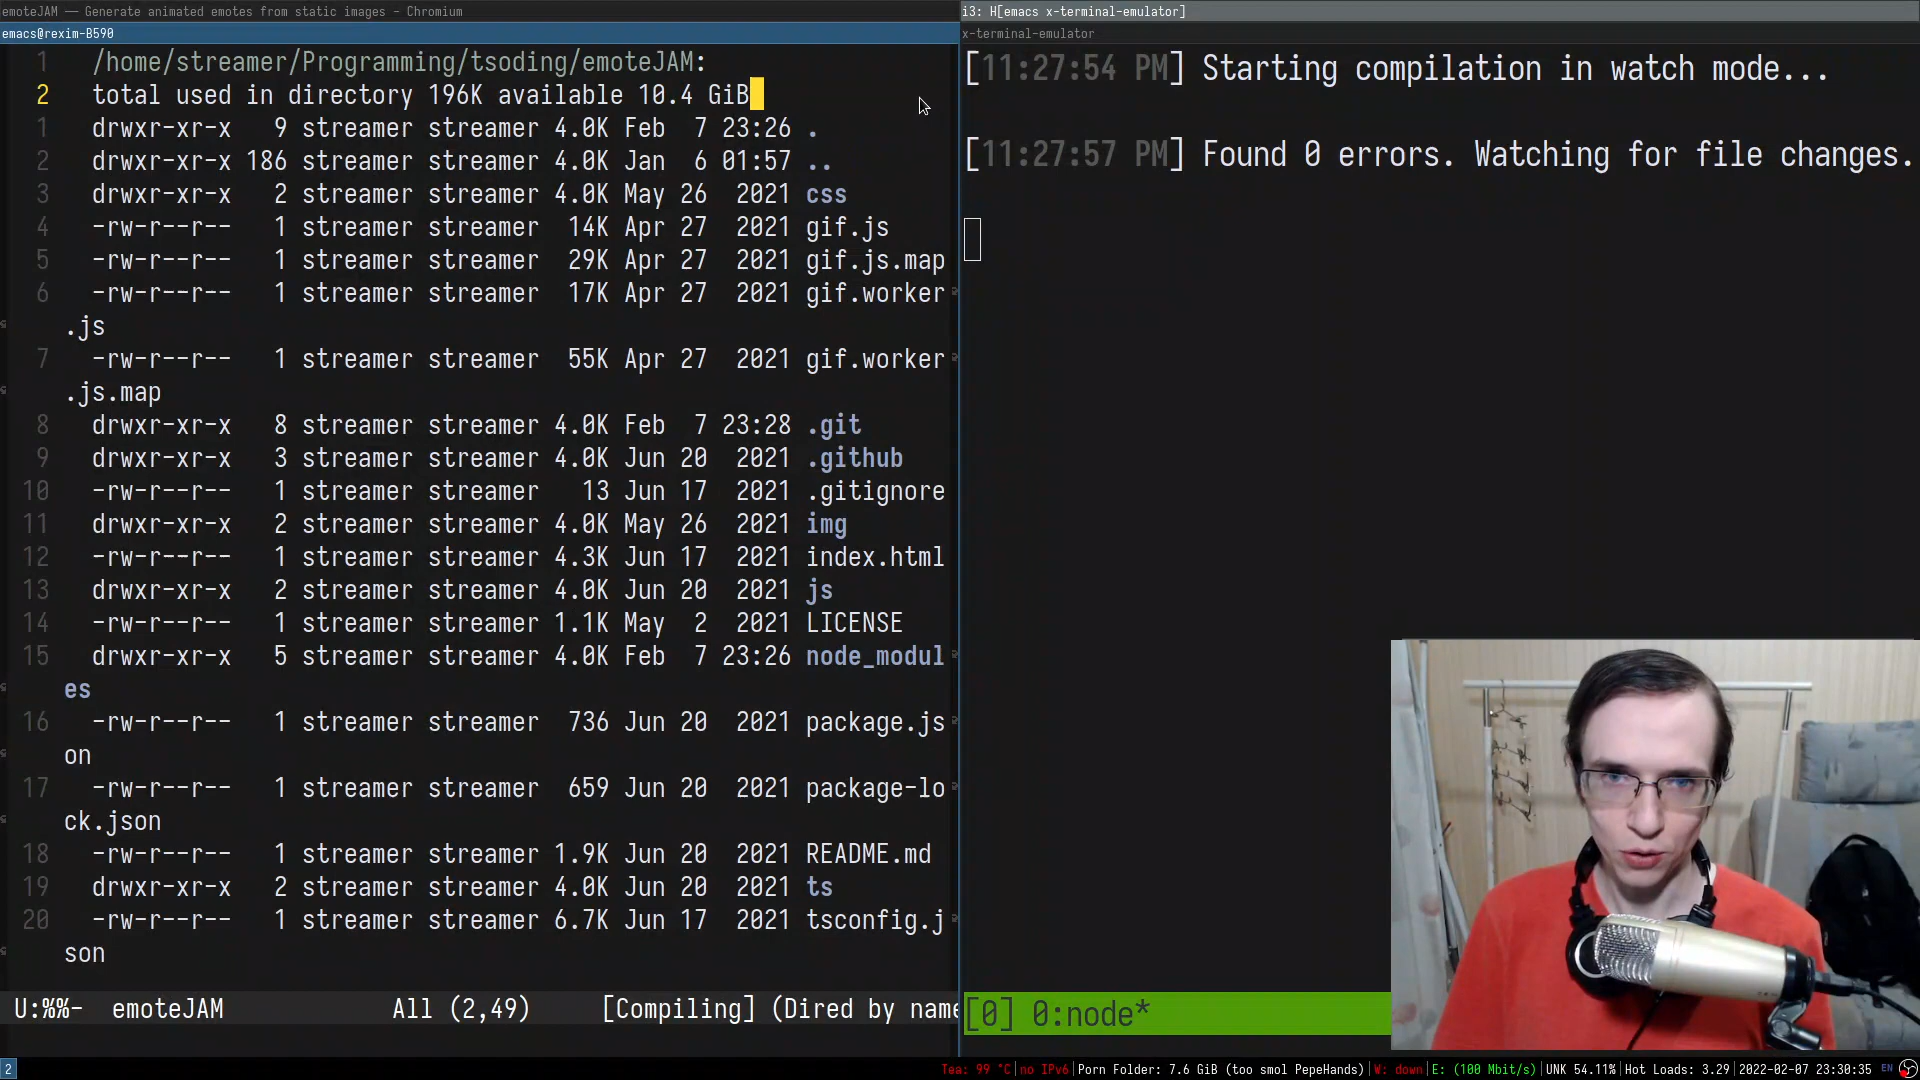 emoteJAM — Generate animated emotes from static images - Chromium
i3: H[emacs x-terminal-emulator]
emacs@rexim-B590
x-terminal-emulator
1 /home/streamer/Programming/tsoding/emoteJAM:
2 total used in directory 196K available 10.4 GiB
1 drwxr-xr-x 9 streamer streamer 4.0K Feb 7 23:26 .
2 drwxr-xr-x 186 streamer streamer 4.0K Jan 6 01:57 ..
3 drwxr-xr-x 2 streamer streamer 4.0K May 26 2021 css
4 -rw-r--r-- 1 streamer streamer 14K Apr 27 2021 gif.js
5 -rw-r--r-- 1 streamer streamer 29K Apr 27 2021 gif.js.map
6 -rw-r--r-- 1 streamer streamer 17K Apr 27 2021 gif.worker
.js
7 -rw-r--r-- 1 streamer streamer 55K Apr 27 2021 gif.worker
.js.map
8 drwxr-xr-x 8 streamer streamer 4.0K Feb 7 23:28 .git
9 drwxr-xr-x 3 streamer streamer 4.0K Jun 20 2021 .github
10 -rw-r--r-- 1 streamer streamer 13 Jun 17 2021 .gitignore
11 drwxr-xr-x 2 streamer streamer 4.0K May 26 2021 img
12 -rw-r--r-- 1 streamer streamer 4.3K Jun 17 2021 index.html
13 drwxr-xr-x 2 streamer streamer 4.0K Jun 20 2021 js
14 -rw-r--r-- 1 streamer streamer 1.1K May 2 2021 LICENSE
15 drwxr-xr-x 5 streamer streamer 4.0K Feb 7 23:26 node_modul
es
16 -rw-r--r-- 1 streamer streamer 736 Jun 20 2021 package.js
on
17 -rw-r--r-- 1 streamer streamer 659 Jun 20 2021 package-lo
ck.json
18 -rw-r--r-- 1 streamer streamer 1.9K Jun 20 2021 README.md
19 drwxr-xr-x 2 streamer streamer 4.0K Jun 20 2021 ts
20 -rw-r--r-- 1 streamer streamer 6.7K Jun 17 2021 tsconfig.j
son
U:%%- emoteJAM All (2,49) [Compiling] (Dired by name
[11:27:54 PM] Starting compilation in watch mode...
[11:27:57 PM] Found 0 errors. Watching for file changes.
[0] 0:node*
2
Tea: 99 °C|no IPv6|Porn Folder: 7.6 GiB (too smol PepeHands)|W: down|E: (100 Mbit/s)|UNK 54.11%|Hot Loads: 3.29|2022-02-07 23:30:35 EN